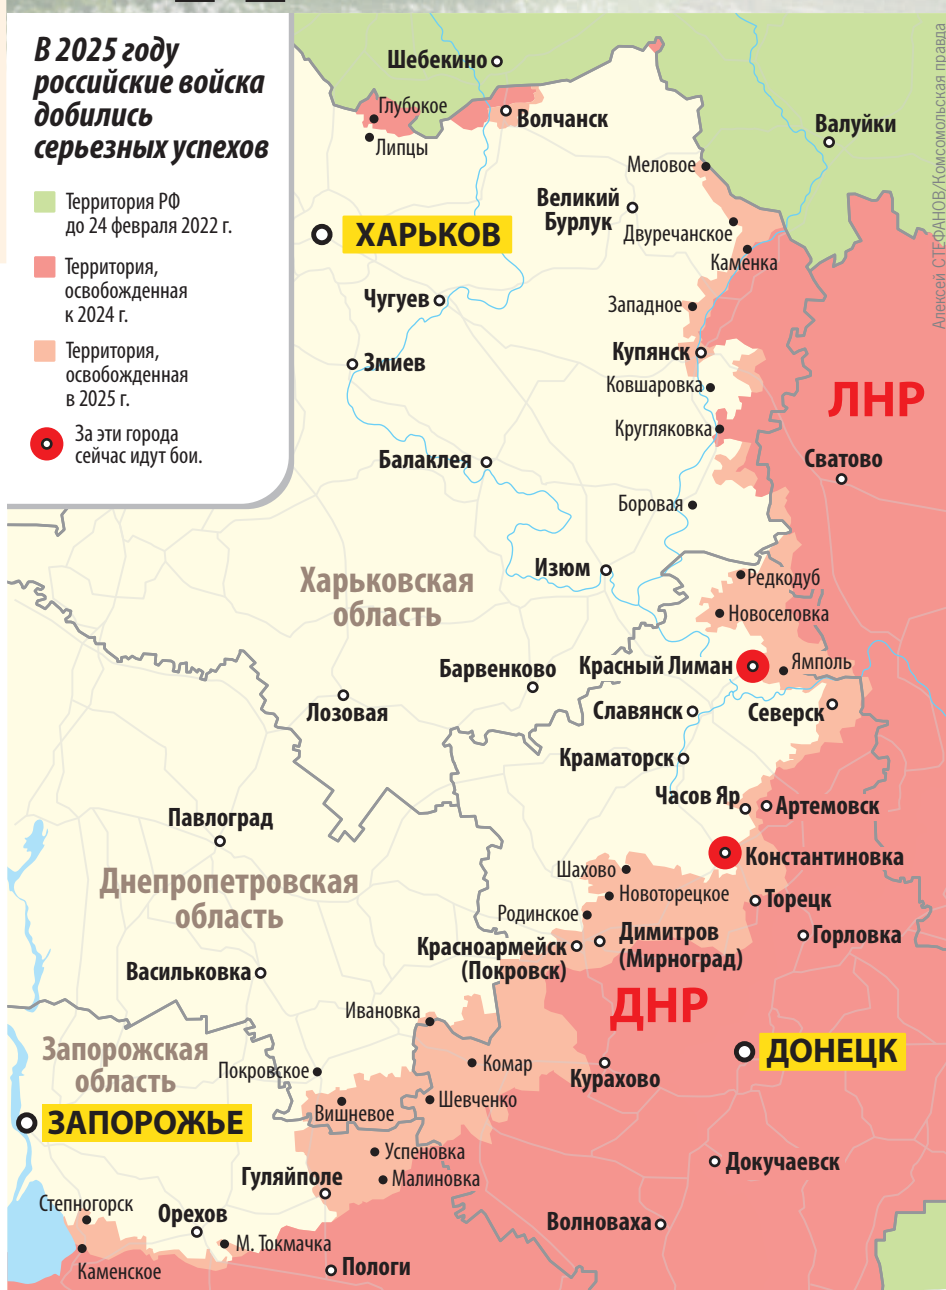 В 2025 году
российские войска
добились
серьезных успехов
Территория РФ
до 24 февраля 2022 г.
Территория,
освобожденная
к 2024 г.
Территория,
освобожденная
в 2025 г.
За эти города
сейчас идут бои.
Шебекино
Глубокое
Волчанск
Липцы
Валуйки
Меловое
Великий
Бурлук
Двуречанское
ХАРЬКОВ
Каменка
Чугуев
Западное
Змиев
Купянск
Ковшаровка
ЛНР
Кругляковка
Балаклея
Сватово
Боровая
Изюм
Редкодуб
Харьковская
область
Новоселовка
Барвенково
Красный Лиман
Ямполь
Лозовая
Славянск
Северск
Краматорск
Часов Яр
Артемовск
Павлоград
Константиновка
Шахово
Днепропетровская
область
Новоторецкое
Торецк
Родинское
Димитров
(Мирноград)
Горловка
Красноармейск
(Покровск)
Васильковка
ДНР
Ивановка
Запорожская
область
Покровское
Комар
Курахово
ДОНЕЦК
Вишневое
Шевченко
ЗАПОРОЖЬЕ
Успеновка
Гуляйполе
Малиновка
Докучаевск
Степногорск
Орехов
Волноваха
М. Токмачка
Каменское
Пологи
Алексей СТЕФАНОВ/Комсомольская правда